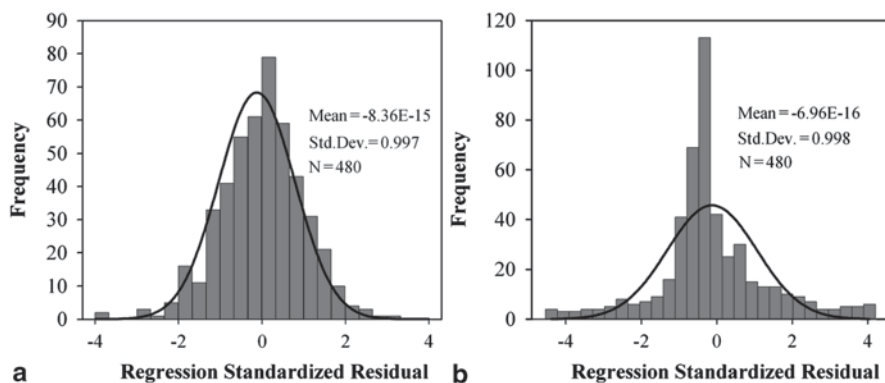 90
80
70
60
50
40
30
20
10
0
Frequency
Mean = -8.36E-15
Std.Dev. = 0.997
N = 480
-4 -2 0 2 4
a Regression Standardized Residual
120
100
80
60
40
20
0
Frequency
Mean = -6.96E-16
Std.Dev. = 0.998
N = 480
-4 -2 0 2 4
b Regression Standardized Residual